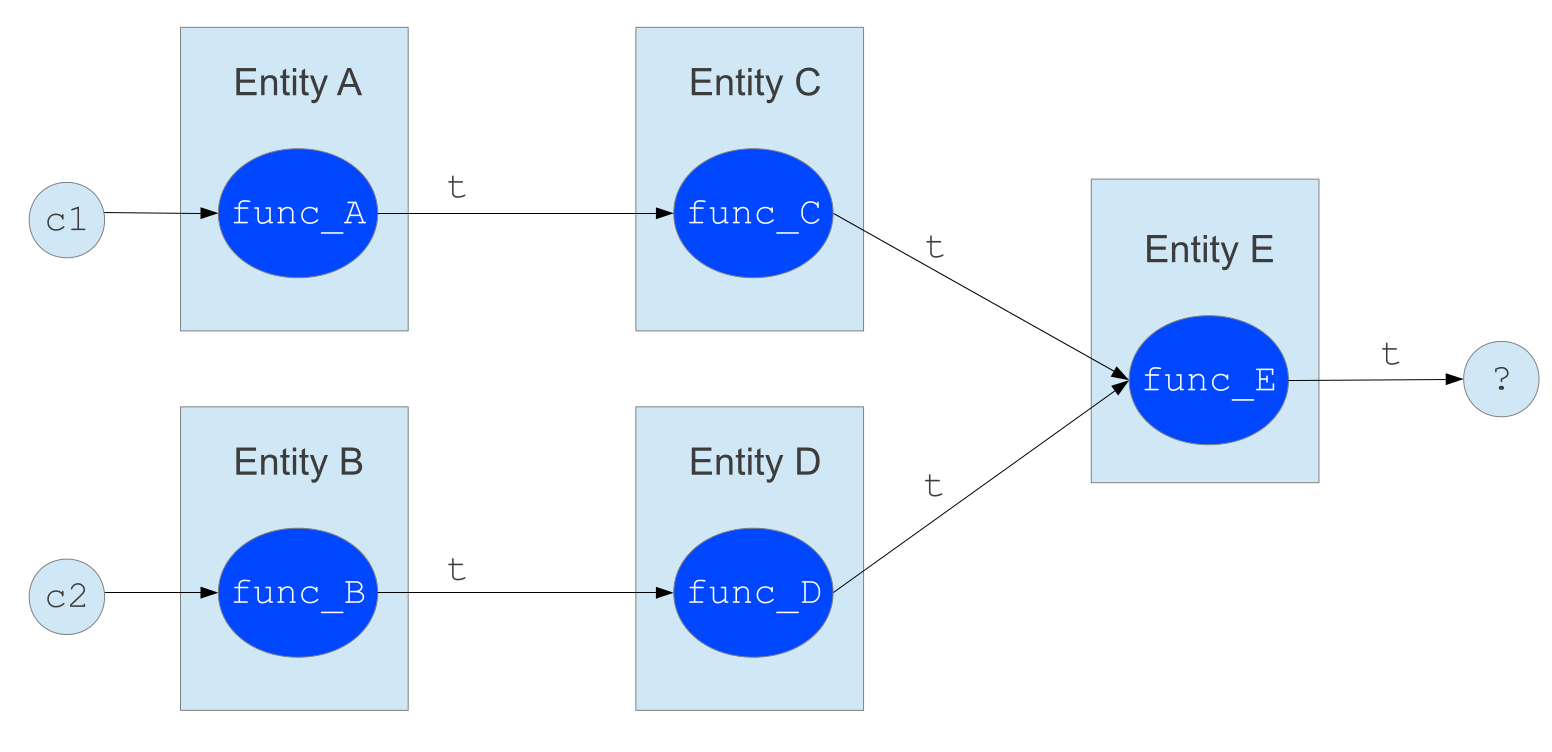 Entity A
Entity C
c1
func_A
t
func_C
t
Entity E
func_E
t
?
Entity B
Entity D
t
c2
func_B
t
func_D